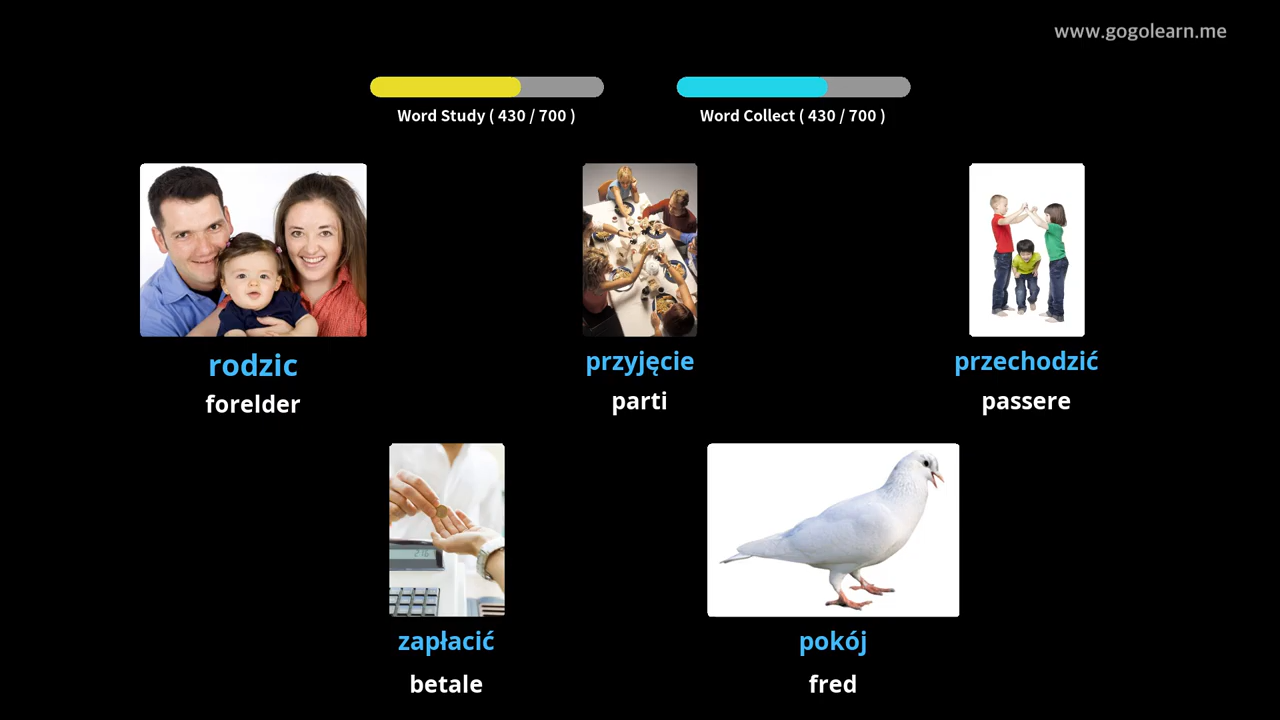 www.gogolearn.me
Word Study ( 430 / 700 )
Word Collect ( 430 / 700 )
rodzic
forelder
przyjęcie
parti
przechodzić
passere
zapłacić
betale
pokój
fred